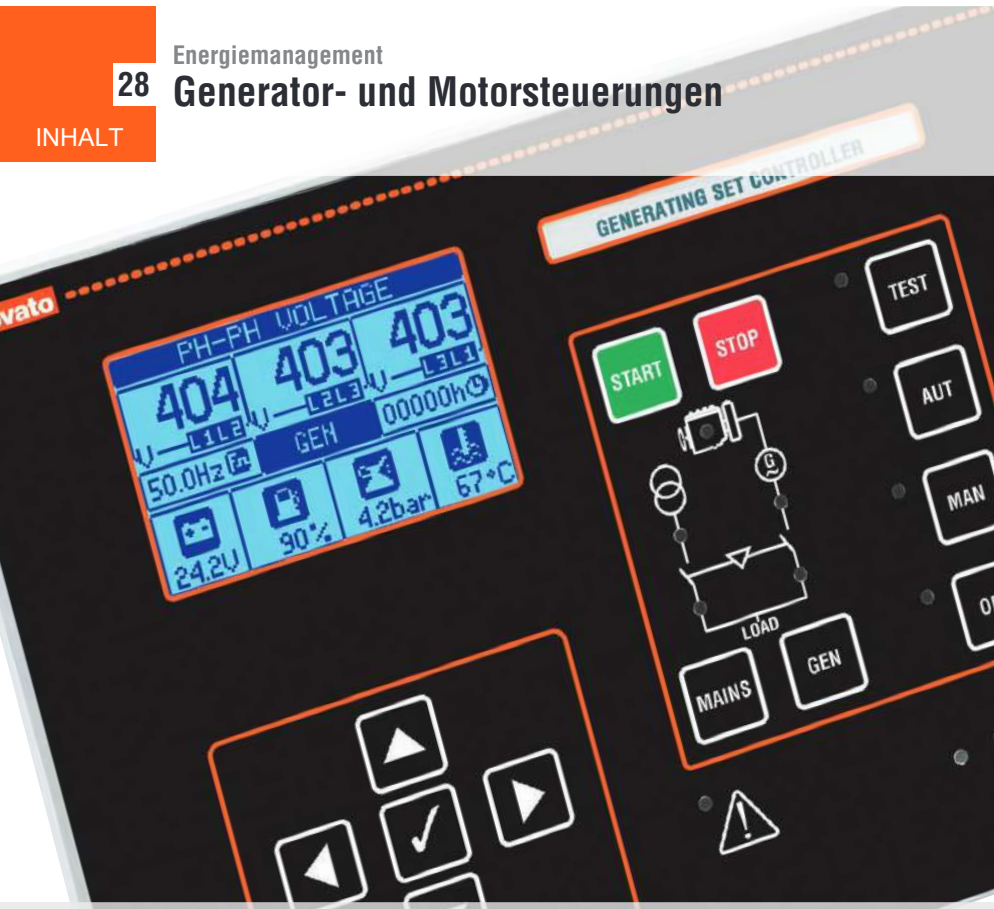 Energiemanagement
28
Generator- und Motorsteuerungen
INHALT
GENERATING SET CONTROLLER
PH-PH VOLTAGE
404 403 403
V L1L2 V L2L3 V L3L1
50.0Hz GEN 00000h
24.2V 90% 4.2bar 67°C
START
STOP
TEST
AUT
MAN
G
LOAD
MAINS
GEN